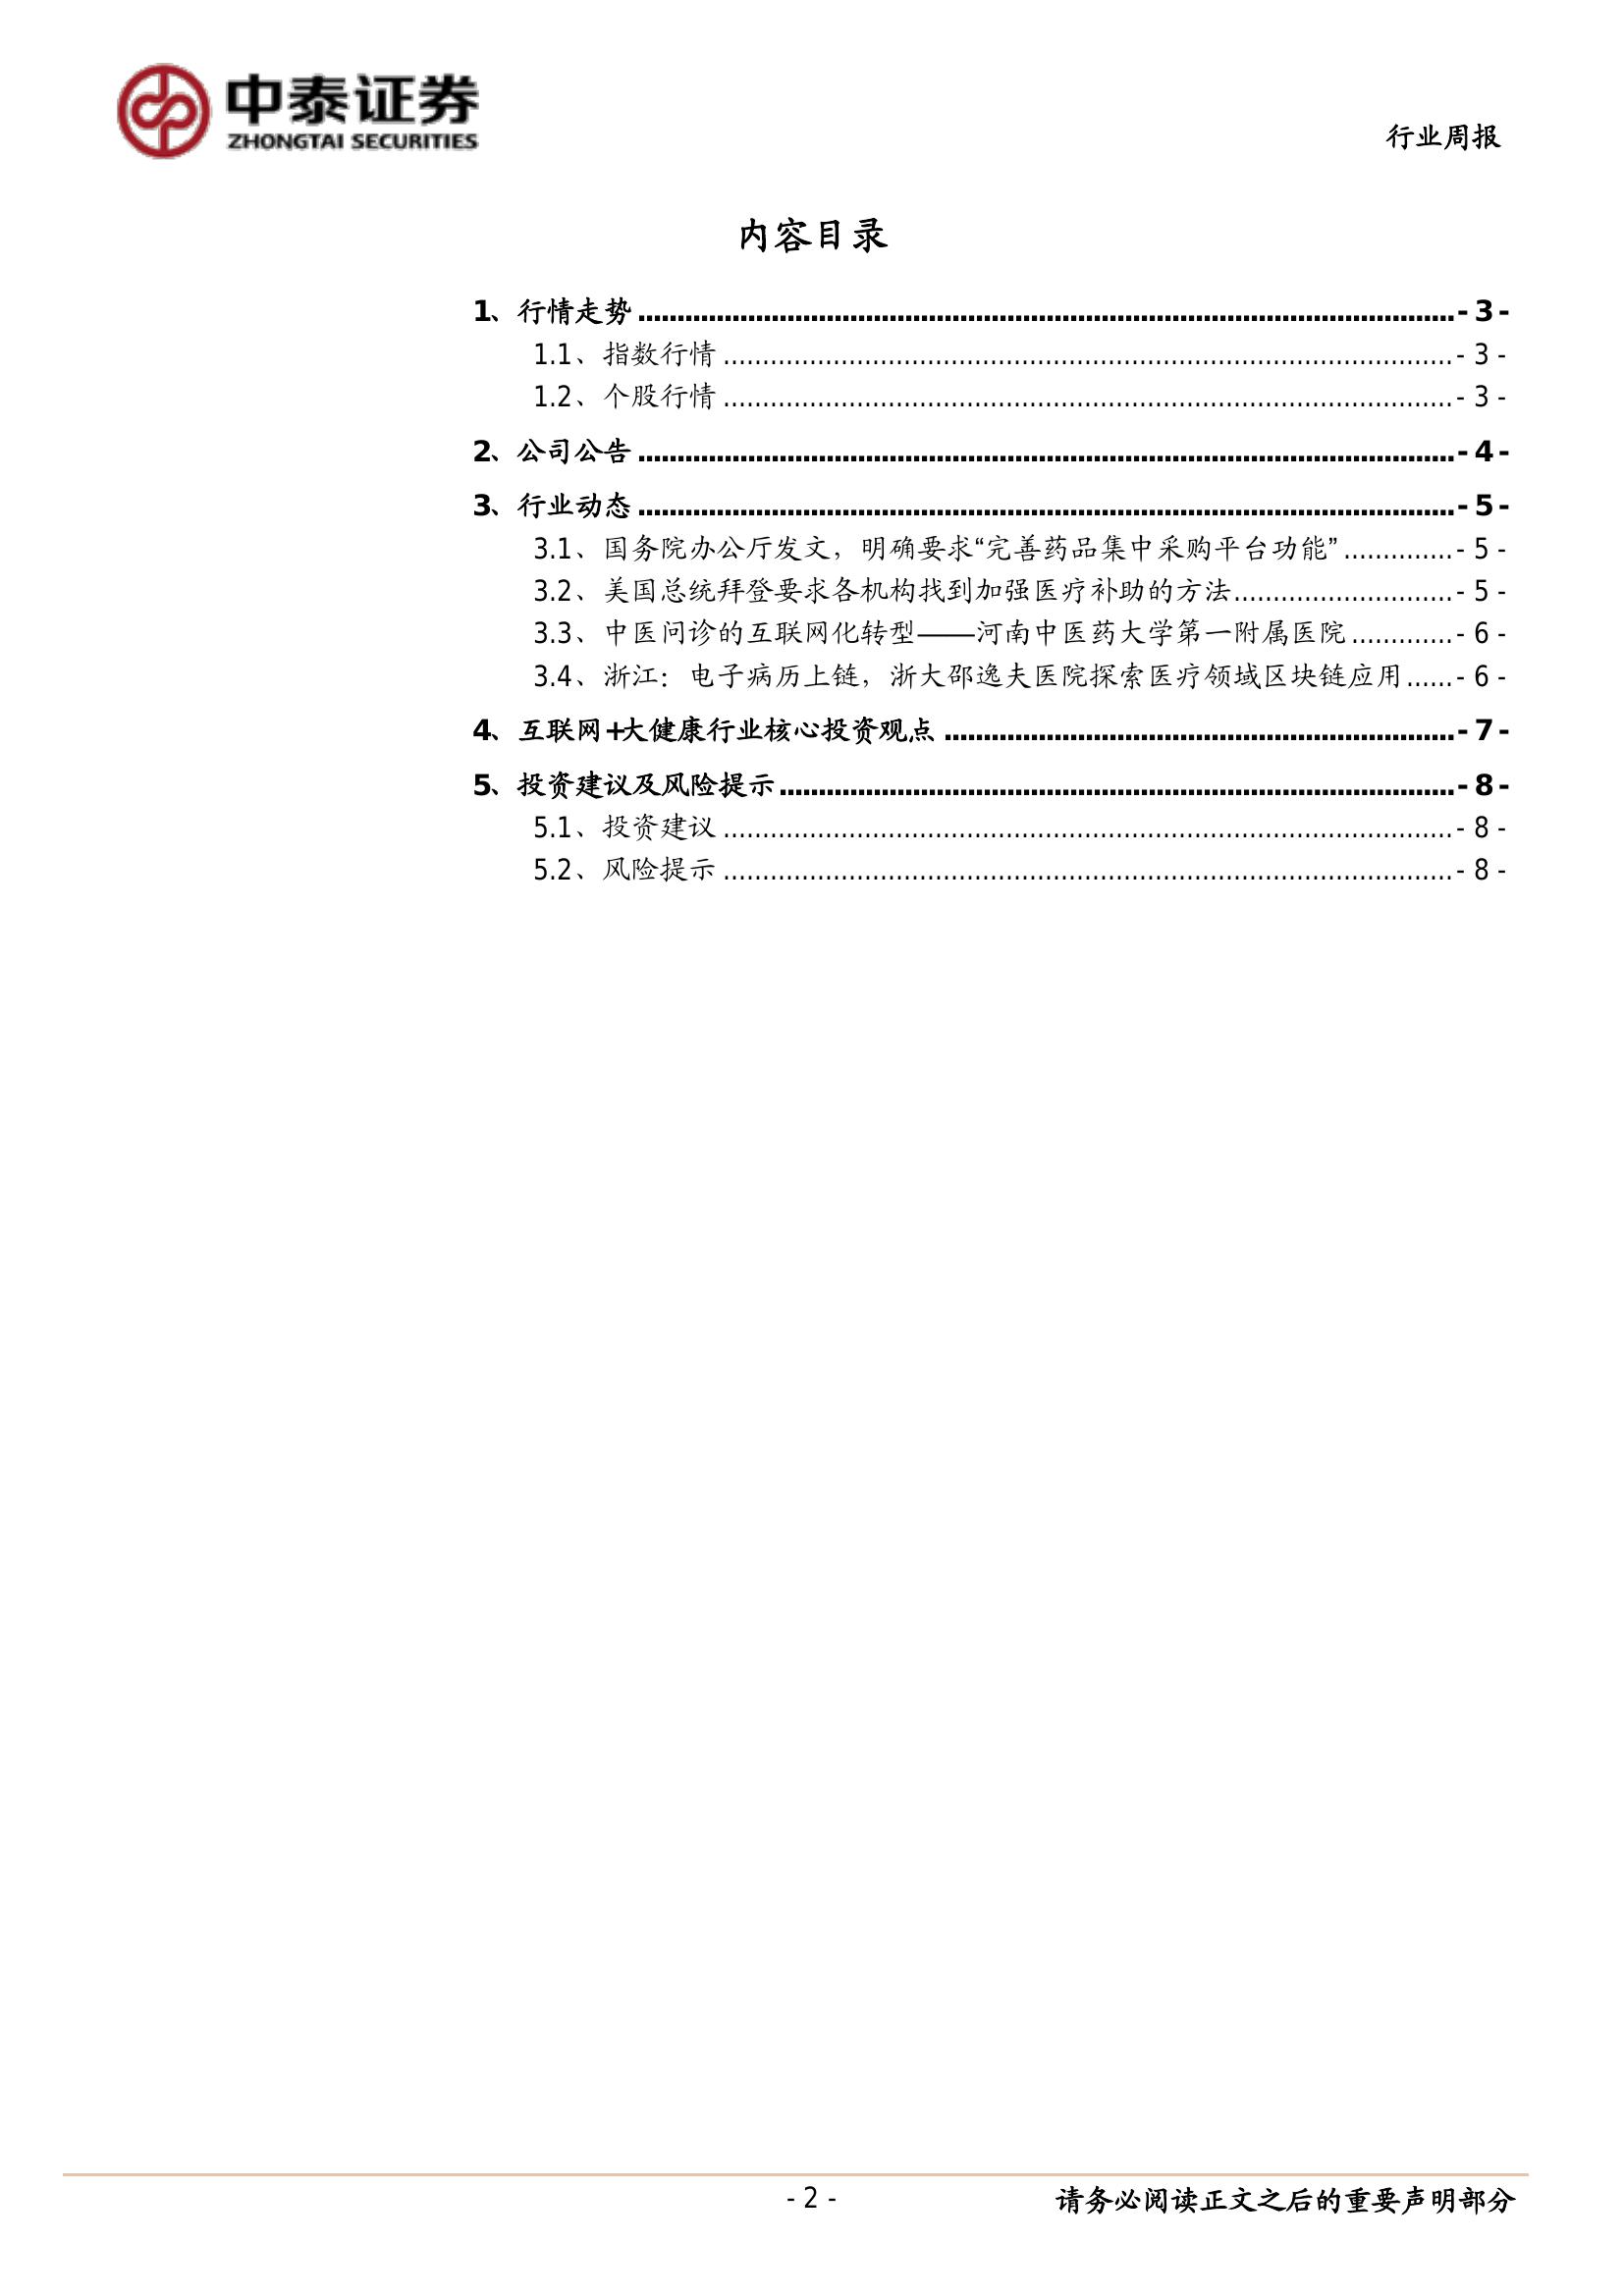 中泰证券
ZHONGTAI SECURITIES
行业周报
内容目录
1、行情走势 - 3 -
1.1、指数行情 - 3 -
1.2、个股行情 - 3 -
2、公司公告 - 4 -
3、行业动态 - 5 -
3.1、国务院办公厅发文，明确要求“完善药品集中采购平台功能” - 5 -
3.2、美国总统拜登要求各机构找到加强医疗补助的方法 - 5 -
3.3、中医问诊的互联网化转型——河南中医药大学第一附属医院 - 6 -
3.4、浙江：电子病历上链，浙大邵逸夫医院探索医疗领域区块链应用 - 6 -
4、互联网+大健康行业核心投资观点 - 7 -
5、投资建议及风险提示 - 8 -
5.1、投资建议 - 8 -
5.2、风险提示 - 8 -
- 2 -
请务必阅读正文之后的重要声明部分